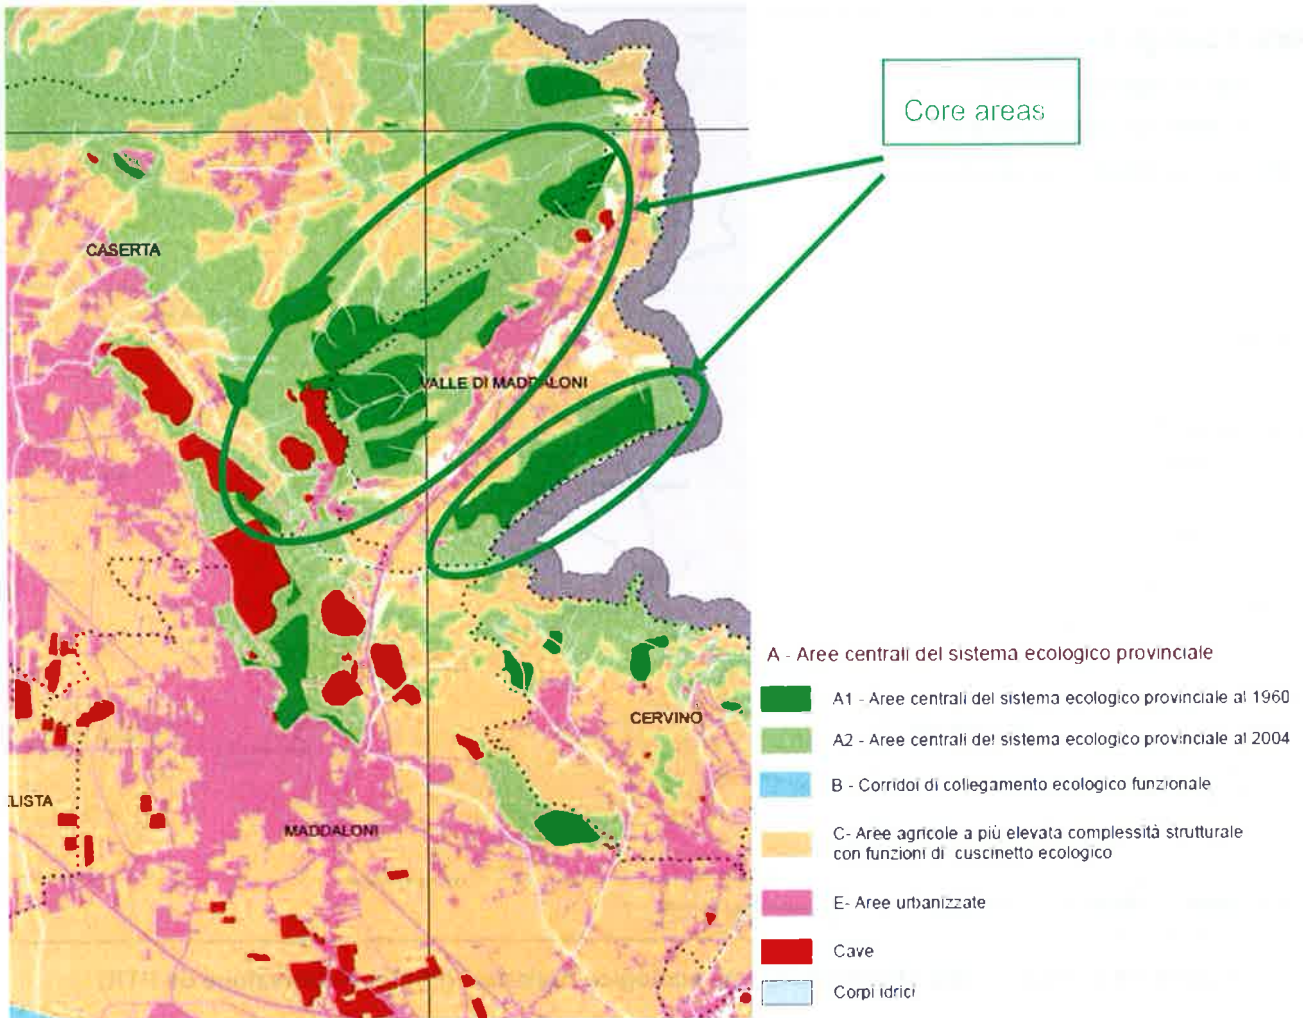 Core areas
CASERTA
VALLE DI MADDALONI
CERVINO
ELISTA
MADDALONI
A - Aree centrali del sistema ecologico provinciale
A1 - Aree centrali del sistema ecologico provinciale al 1960
A2 - Aree centrali del sistema ecologico provinciale al 2004
B - Corridoi di collegamento ecologico funzionale
C- Aree agricole a più elevata complessità strutturale
con funzioni di cuscinetto ecologico
E- Aree urbanizzate
Cave
Corpi idrici